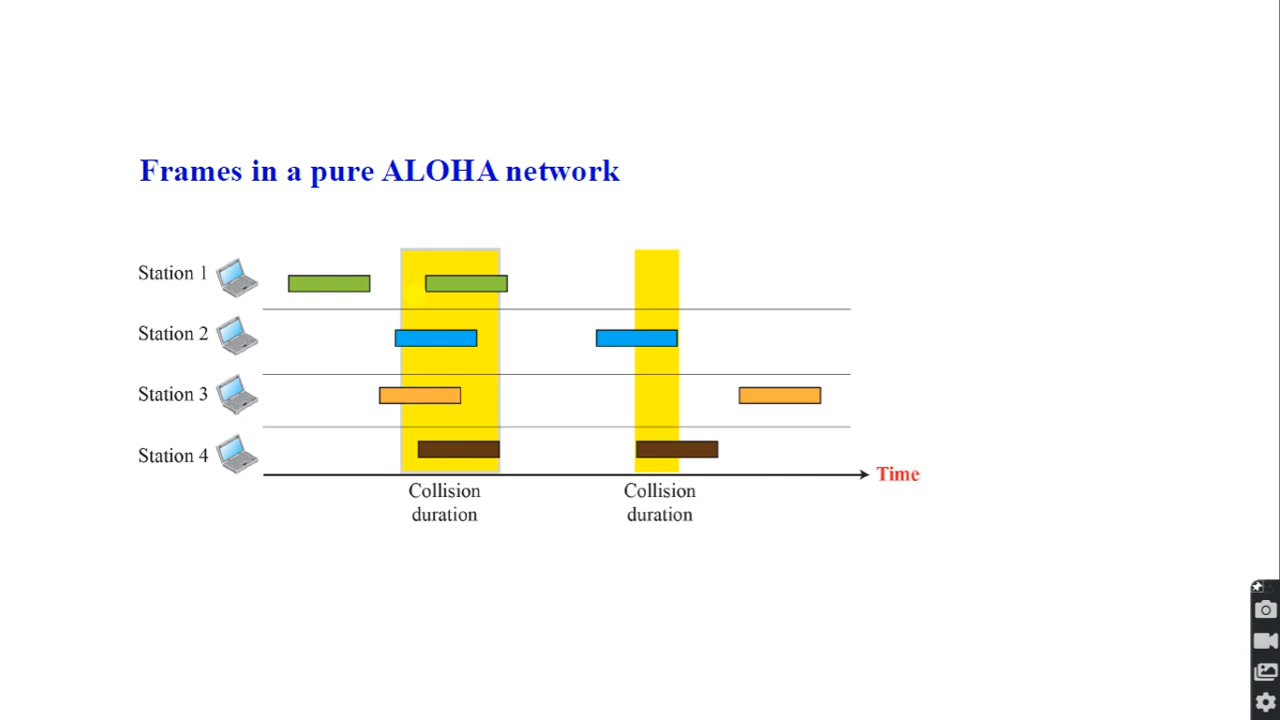 Frames in a pure ALOHA network
Station 1
Station 2
Station 3
Station 4
Time
Collision
duration
Collision
duration